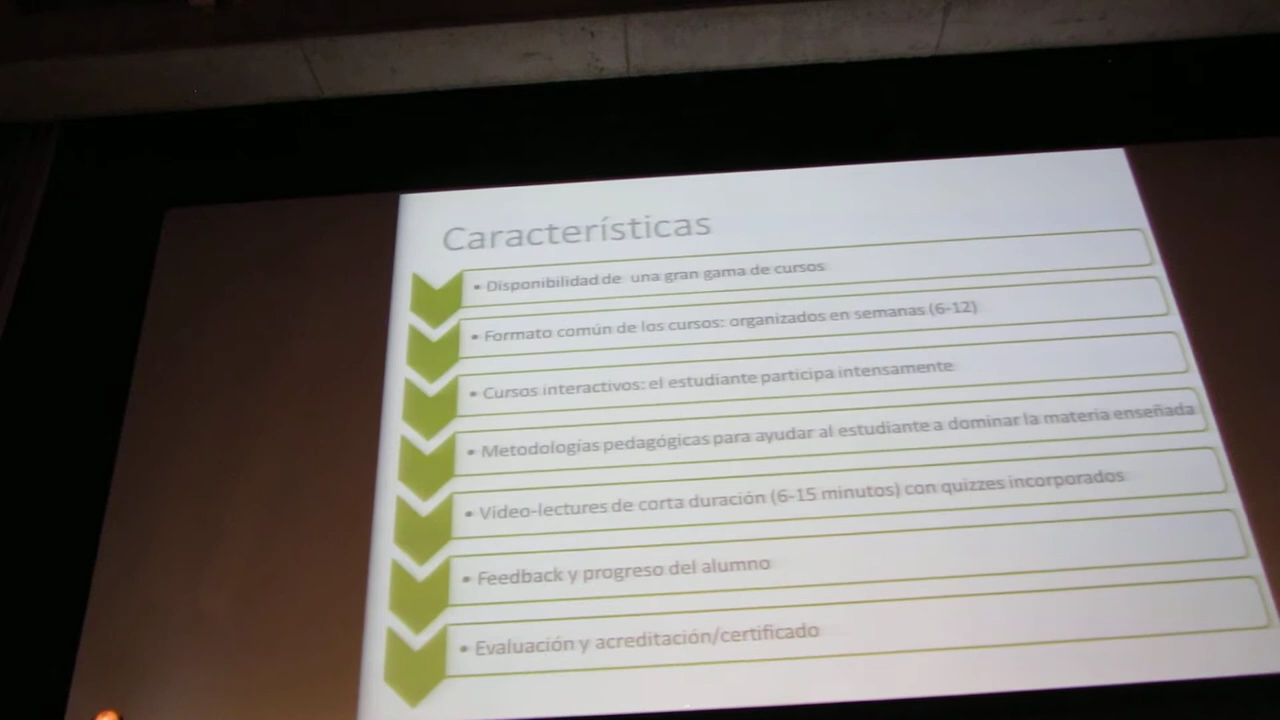 Características
• Disponibilidad de una gran gama de cursos
• Formato común de los cursos: organizados en semanas (6-12)
• Cursos interactivos: el estudiante participa intensamente
• Metodologías pedagógicas para ayudar al estudiante a dominar la materia enseñada
• Vídeo-lectures de corta duración (6-15 minutos) con quizzes incorporados
• Feedback y progreso del alumno
• Evaluación y acreditación/certificado